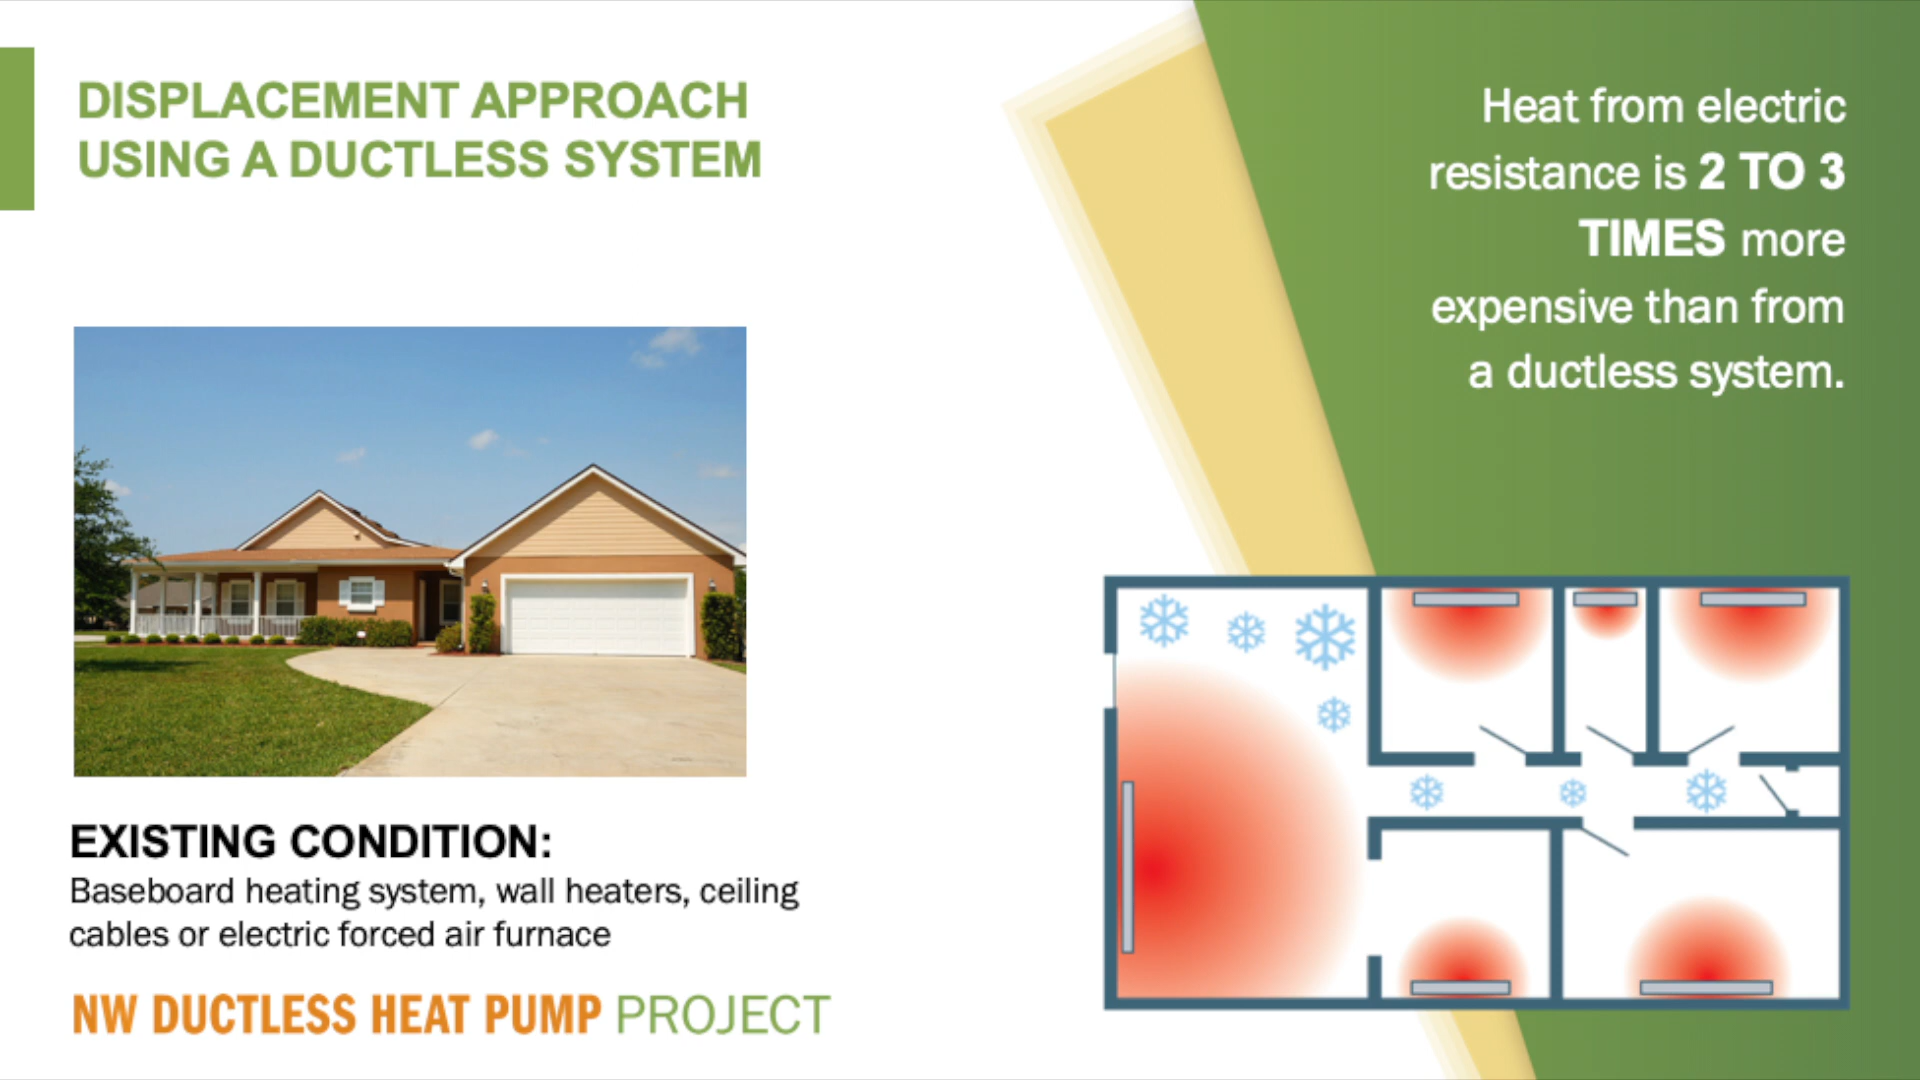 DISPLACEMENT APPROACH
USING A DUCTLESS SYSTEM
Heat from electric
resistance is 2 TO 3
TIMES more
expensive than from
a ductless system.
EXISTING CONDITION:
Baseboard heating system, wall heaters, ceiling
cables or electric forced air furnace
NW DUCTLESS HEAT PUMP PROJECT